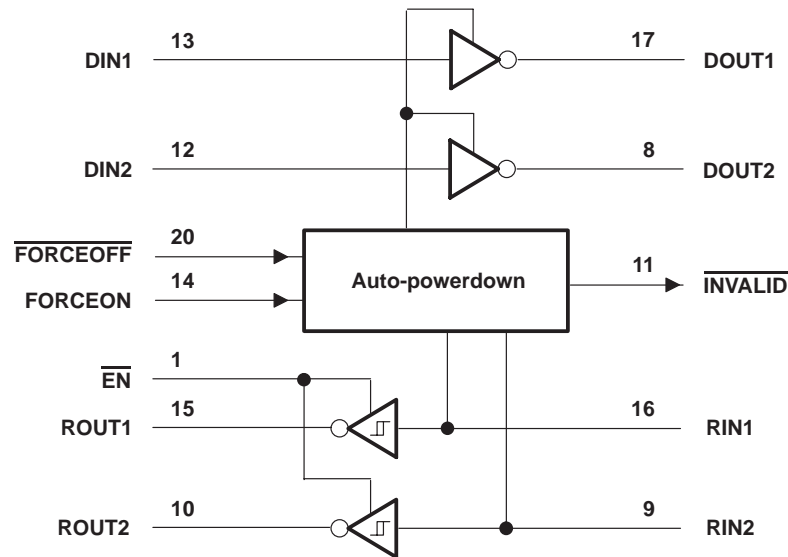 DIN1 13 17 DOUT1
DIN2 12 8 DOUT2
FORCEOFF 20
Auto-powerdown
11 INVALID
FORCEON 14
EN 1
ROUT1 15 16 RIN1
ROUT2 10 9 RIN2